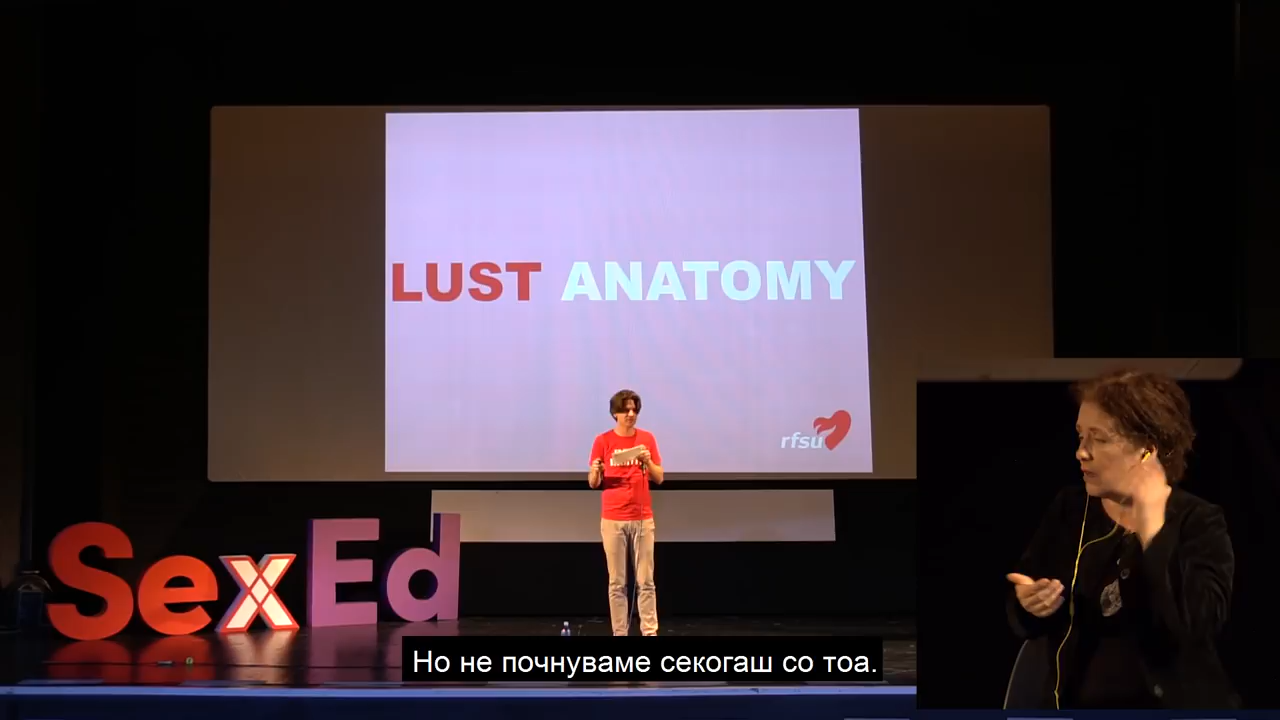 LUST ANATOMY
rfsu
SexEd
Но не почнуваме секогаш со тоа.